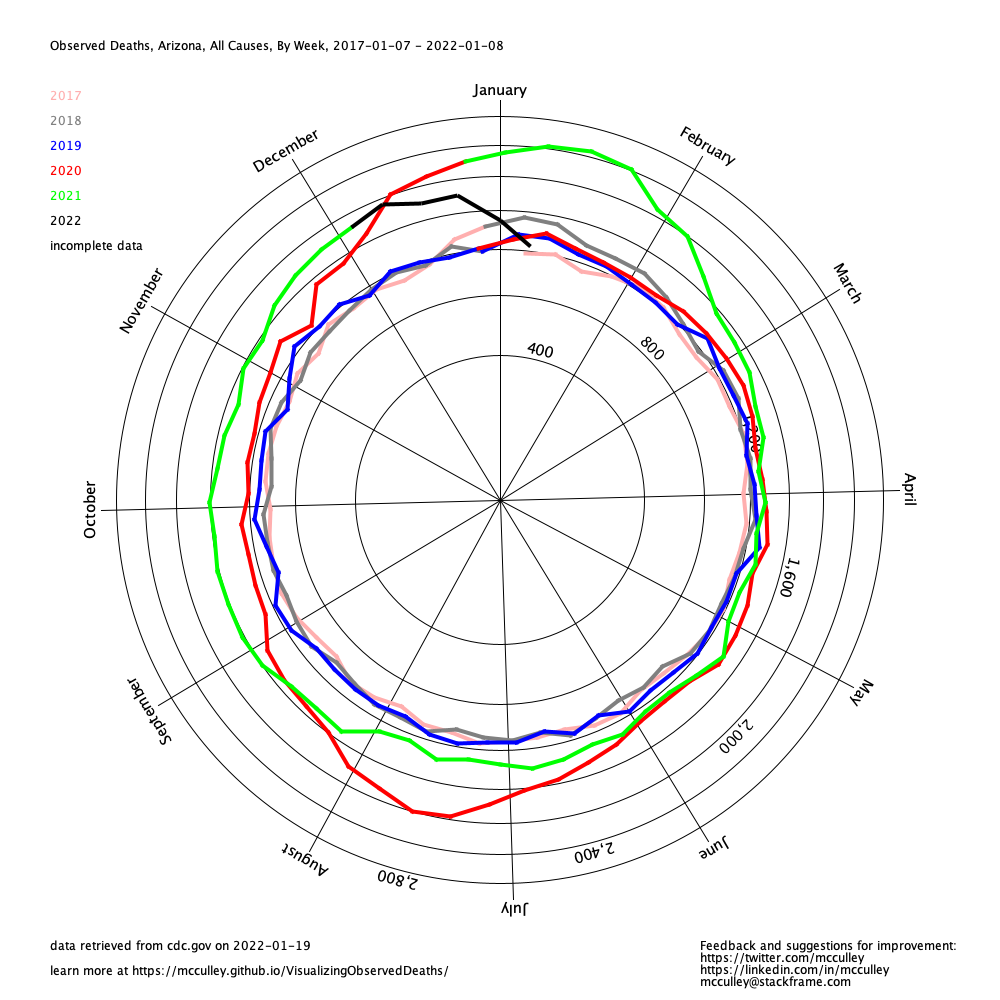 Observed Deaths, Arizona, All Causes, By Week, 2017-01-07 - 2022-01-08
January
2017
2018
2019
2020
2021
2022
incomplete data
December
February
November
March
400
800
1,200
October
April
1,600
September
May
2,000
August
June
2,400
2,800
July
data retrieved from cdc.gov on 2022-01-19
learn more at https://mcculley.github.io/VisualizingObservedDeaths/
Feedback and suggestions for improvement:
https://twitter.com/mcculley
https://linkedin.com/in/mcculley
mcculley@stackframe.com